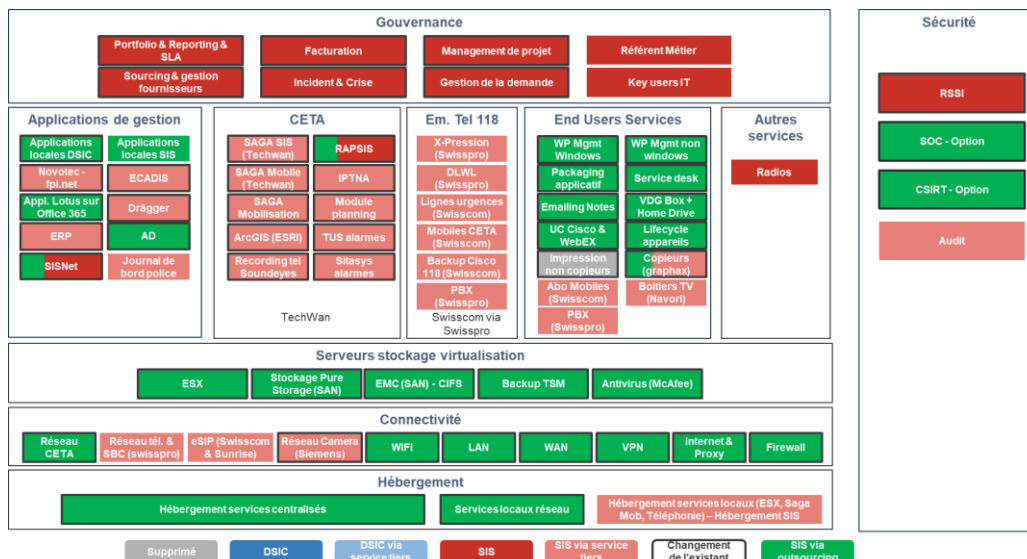 Gouvernance
Portfolio & Reporting &
SLA
Facturation
Management de projet
Référent Métier
Sourcing & gestion
fournisseurs
Incident & Crise
Gestion de la demande
Key users IT
Sécurité
RSSI
SOC - Option
CSIRT - Option
Audit
Applications de gestion
Applications
locales DSIC
Applications
locales SIS
Novotec -
fpi.net
ECADIS
Appl. Lotus sur
Office 365
Drägger
ERP
AD
SISNet
Journal de
bord police
CETA
SAGA SIS
(Techwan)
RAPSIS
SAGA Mobile
(Techwan)
IPTNA
SAGA
Mobilisation
Module
planning
ArcGIS (ESRI)
TUS alarmes
Recording tel
Soundeyes
Sitasys
alarmes
TechWan
Em. Tel 118
X-Pression
(Swisspro)
DLWL
(Swisspro)
Lignes urgences
(Swisscom)
Mobiles CETA
(Swisscom)
Backup Cisco
118 (Swisscom)
PBX
(Swisspro)
Swisscom via
Swisspro
End Users Services
WP Mgmt
Windows
WP Mgmt non
windows
Packaging
applicatif
Service desk
Emailing Notes
VDG Box +
Home Drive
UC Cisco &
WebEX
Lifecycle
appareils
Impression
non copieurs
Copieurs
(graphax)
Abo Mobiles
(Swisscom)
Boitiers TV
(Navori)
PBX
(Swisspro)
Autres
services
Radios
Serveurs stockage virtualisation
ESX
Stockage Pure
Storage (SAN)
EMC (SAN) - CIFS
Backup TSM
Antivirus (McAfee)
Connectivité
Réseau
CETA
Réseau tél. &
SBC (swisspro)
eSIP (Swisscom
& Sunrise)
Réseau Camera
(Siemens)
WIFI
LAN
WAN
VPN
Internet &
Proxy
Firewall
Hébergement
Hébergement services centralisés
Services locaux réseau
Hébergement services locaux (ESX, Saga
Mob, Téléphonie) – Hébergement SIS
Supprimé
DSIC
DSIC via
service tiers
SIS
SIS via service
tiers
Changement
de l'existant
SIS via
outsourcing